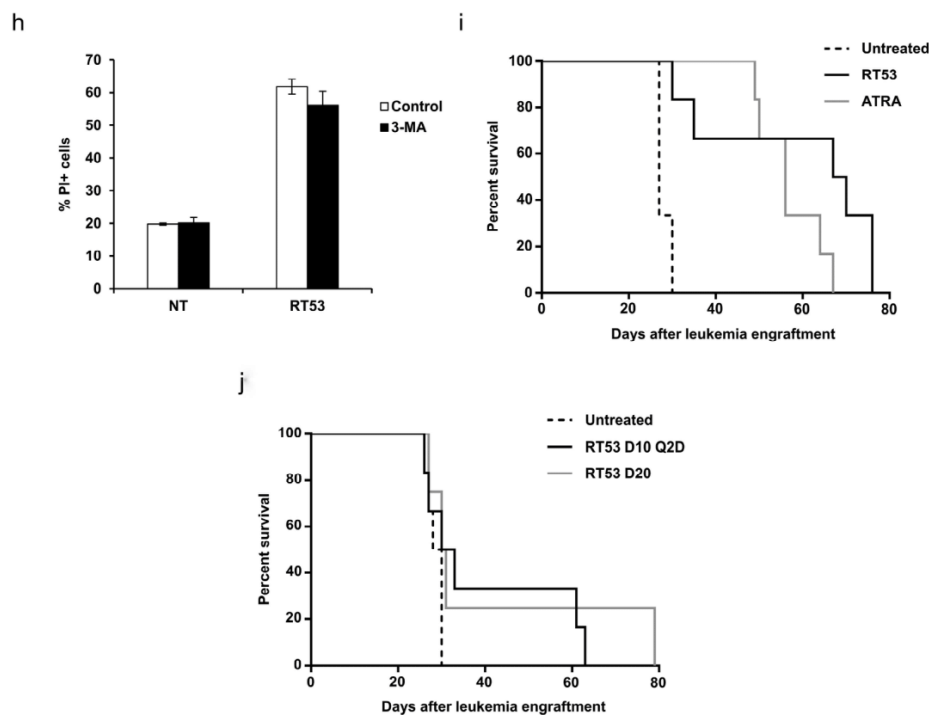 h
70
60
50
40
30
20
10
0
% PI+ cells
NT
RT53
Control
3-MA
i
Untreated
RT53
ATRA
100
80
60
40
20
0
Percent survival
0 20 40 60 80
Days after leukemia engraftment
j
Untreated
RT53 D10 Q2D
RT53 D20
100
80
60
40
20
0
Percent survival
0 20 40 60 80
Days after leukemia engraftment